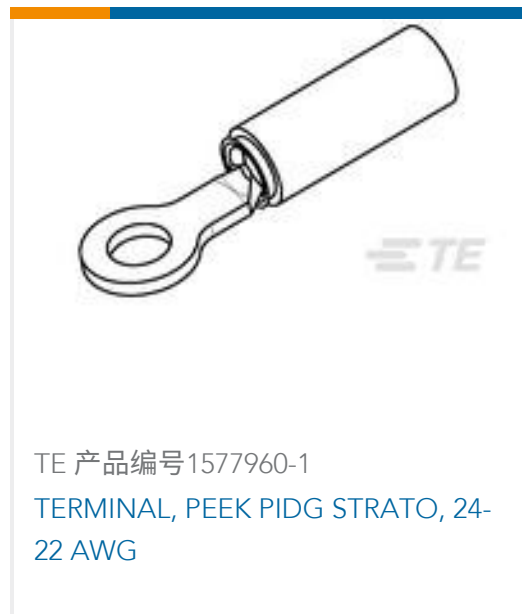 TE
TE 产品编号1577960-1
TERMINAL, PEEK PIDG STRATO, 24-
22 AWG